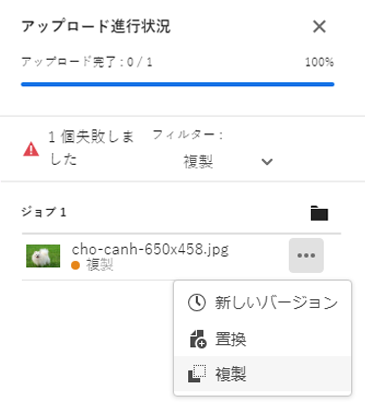 アップロード進行状況
アップロード完了 : 0 / 1 100%
1 個失敗しま
した
フィルター :
複製
ジョブ 1
cho-canh-650x458.jpg
複製
新しいバージョン
置換
複製